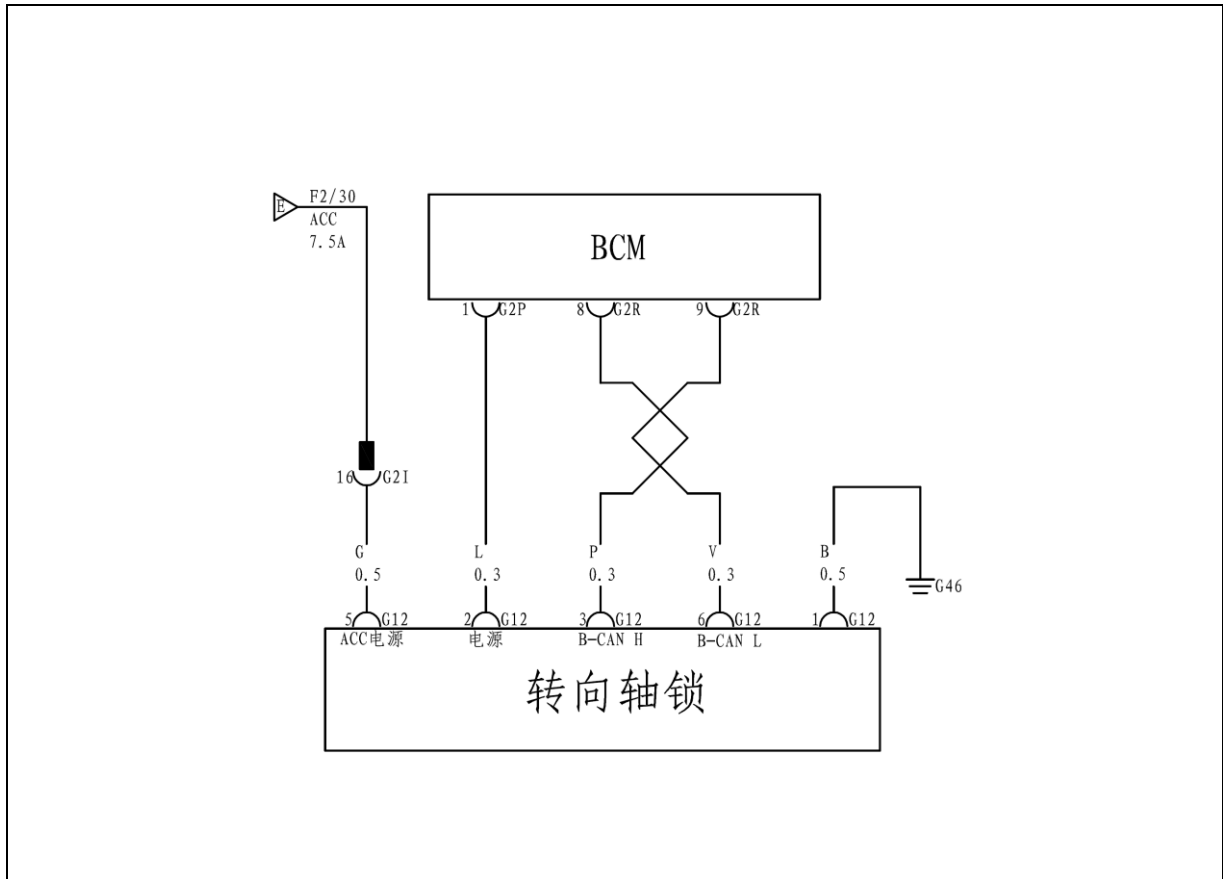 E
F2/30
ACC
7.5A
BCM
1 G2P
8 G2R
9 G2R
16 G2I
G
0.5
L
0.3
P
0.3
V
0.3
B
0.5
G46
5 G12
2 G12
3 G12
6 G12
1 G12
ACC电源
电源
B-CAN H
B-CAN L
转向轴锁